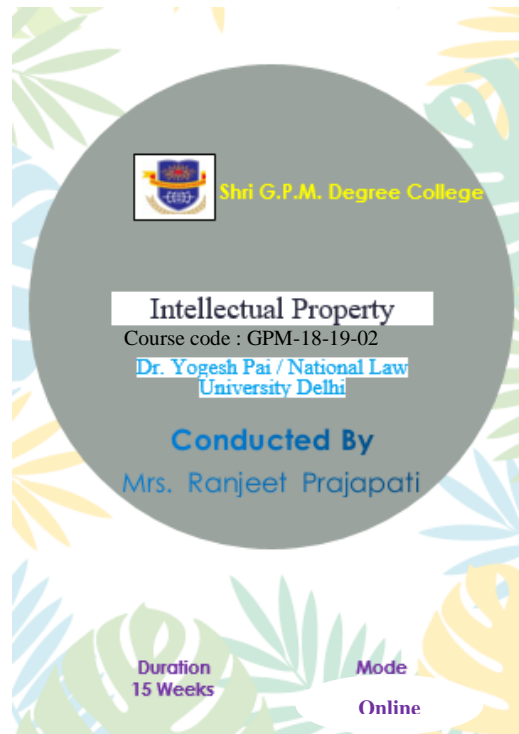 Shri G.P.M. Degree College
Intellectual Property
Course code : GPM-18-19-02
Dr. Yogesh Pai / National Law
University Delhi
Conducted By
Mrs. Ranjeet Prajapati
Duration
15 Weeks
Mode
Online